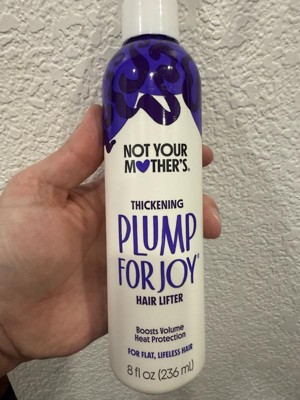 NOT YOUR
M♥THER'S®
THICKENING
PLUMP
FOR JOY®
HAIR LIFTER
Boosts Volume
Heat Protection
FOR FLAT, LIFELESS HAIR
8 fl oz (236 mL)